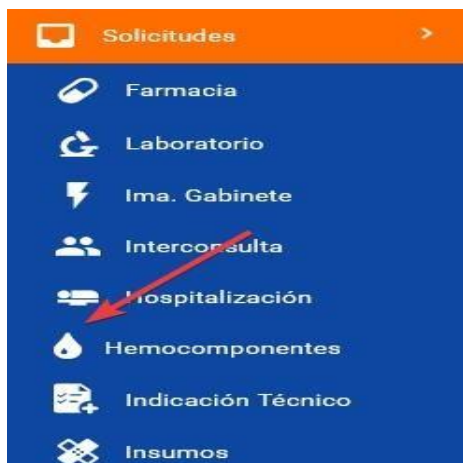 Solicitudes >
Farmacia
Laboratorio
Ima. Gabinete
Interconsulta
Hospitalización
Hemocomponentes
Indicación Técnico
Insumos